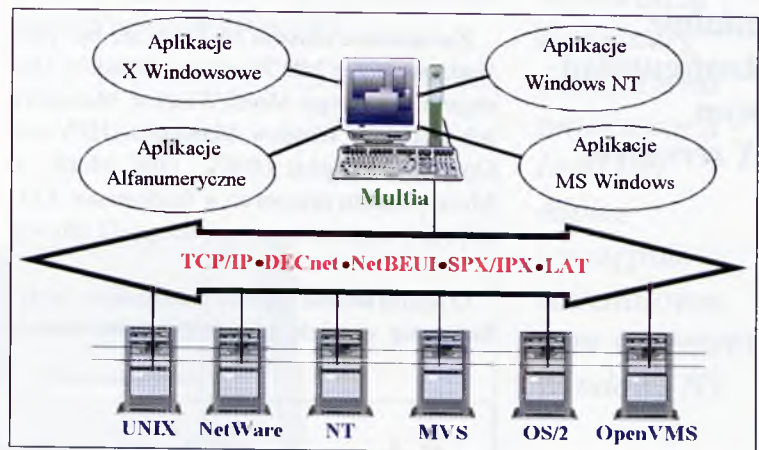 Aplikacje
X Windowsowe
Aplikacje
Windows NT
Aplikacje
Alfanumeryczne
Aplikacje
MS Windows
Multia
TCP/IP•DECnet•NetBEUI•SPX/IPX•LAT
UNIX NetWare NT MVS OS/2 OpenVMS